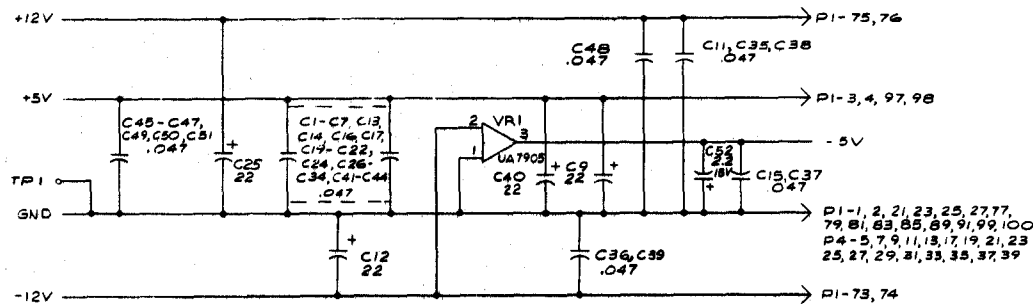 +12V
P1-75,76
C48
.047
C11, C35, C38
.047
+5V
P1-3, 4, 97, 98
C45-C47,
C49, C50, C51
.047
+
C25
22
C1-C7, C13,
C14, C16, C17,
C19-C22,
C24, C26-
C34, C41-C44
.047
2
VR1
3
1
UA7905
C40
22
+
C9
22
+
-5V
C52
2.2
15V
+
C15, C37
.047
TP1
GND
P1-1, 2, 21, 23, 25, 27, 77,
79, 81, 83, 85, 89, 91, 99, 100
P4-5, 7, 9, 11, 13, 17, 19, 21, 23
25, 27, 29, 31, 33, 35, 37, 39
+
C12
22
C36, C39
.047
-12V
P1-73, 74